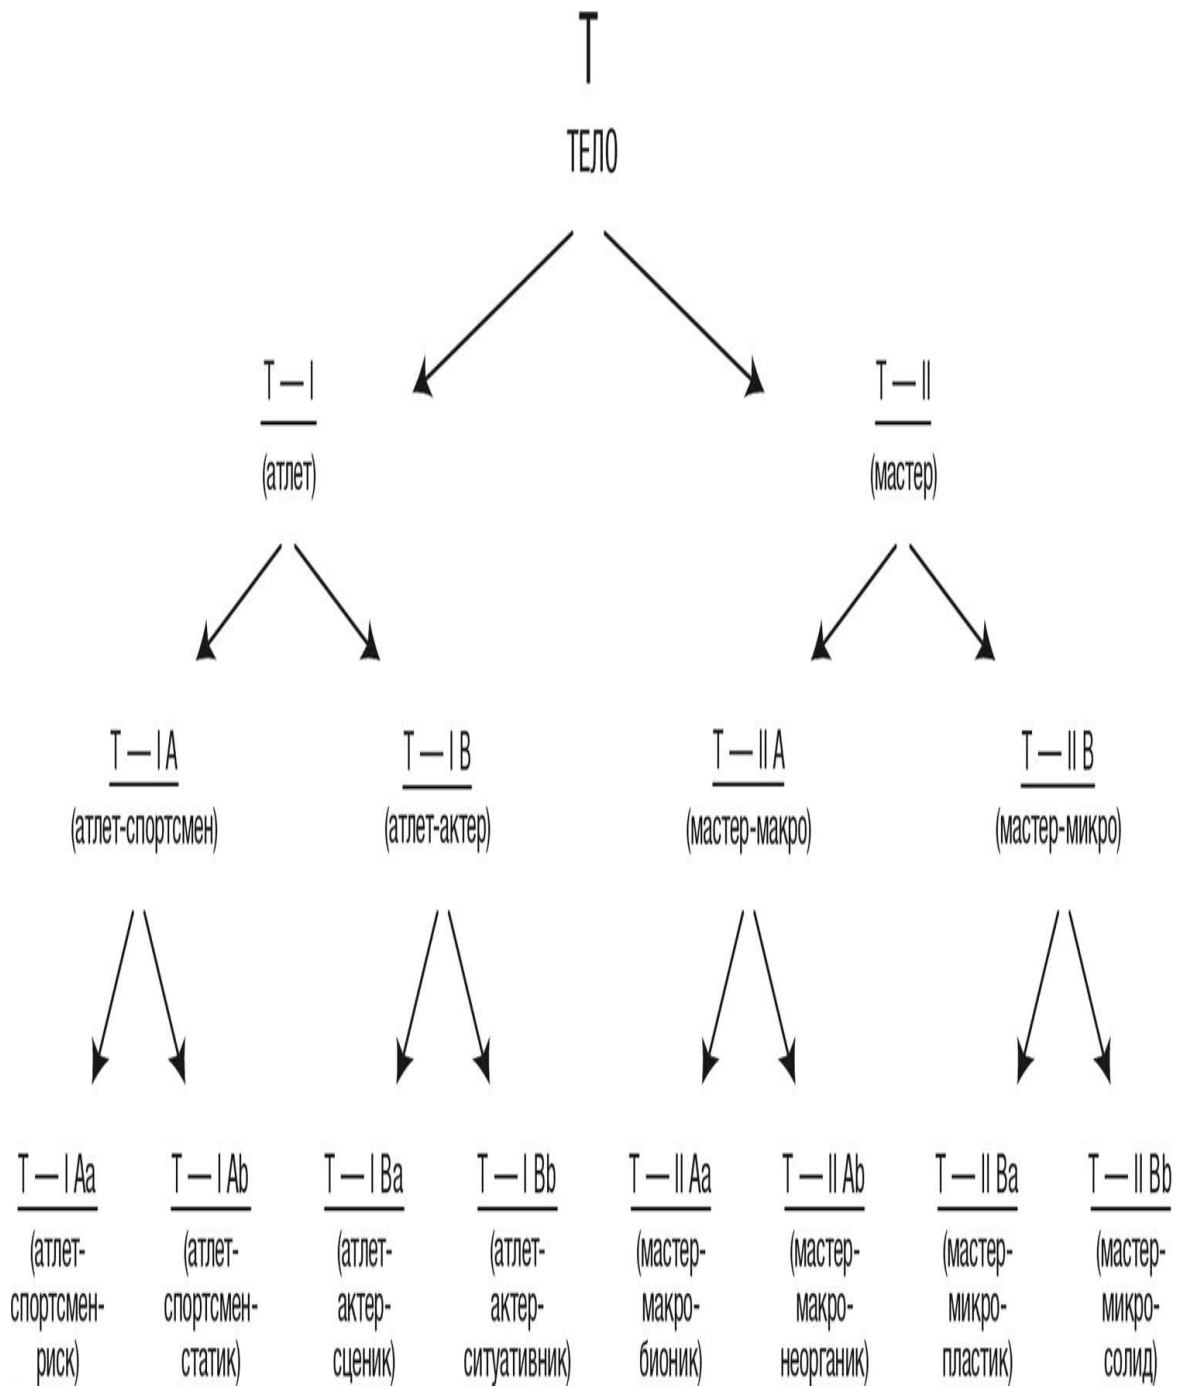 Т
ТЕЛО
Т — I
Т — II
(атлет)
(мастер)
Т — I A
Т — I B
Т — II A
Т — II B
(атлет-спортсмен)
(атлет-актер)
(мастер-макро)
(мастер-микро)
Т — I Aa
(атлет-
спортсмен-
риск)
Т — I Ab
(атлет-
спортсмен-
статик)
Т — I Ba
(атлет-
актер-
сценик)
Т — I Bb
(атлет-
актер-
ситуативник)
Т — II Aa
(мастер-
макро-
бионик)
Т — II Ab
(мастер-
макро-
неорганик)
Т — II Ba
(мастер-
микро-
пластик)
Т — II Bb
(мастер-
микро-
солид)